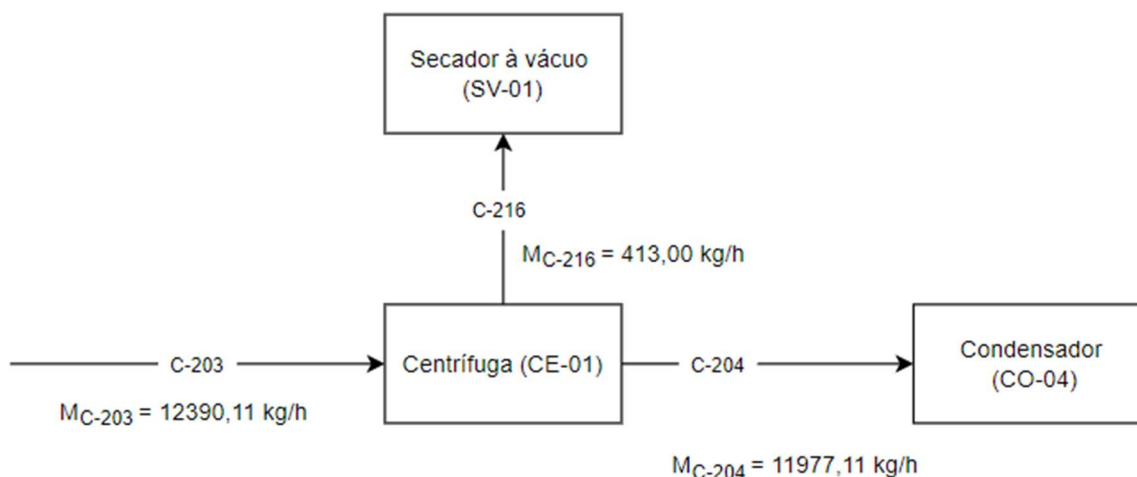 Secador à vácuo
(SV-01)
C-216
MC-216 = 413,00 kg/h
C-203
Centrífuga (CE-01)
C-204
Condensador
(CO-04)
MC-203 = 12390,11 kg/h
MC-204 = 11977,11 kg/h